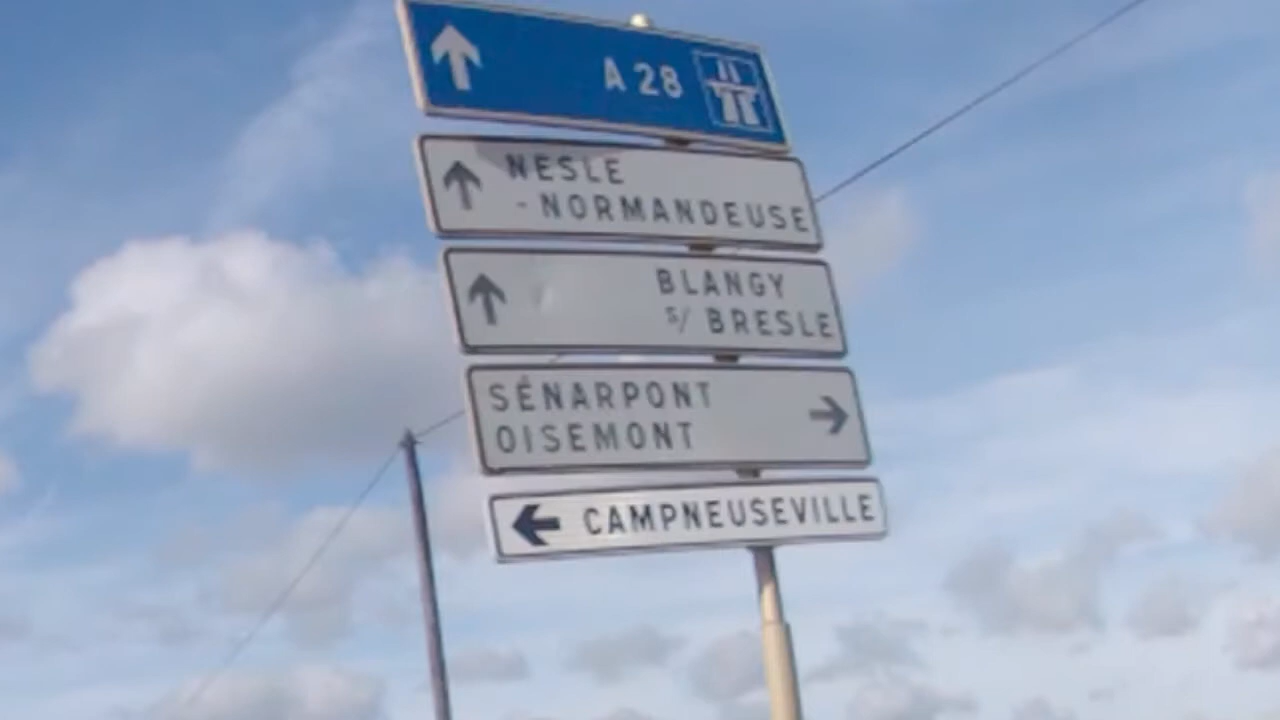 A 28
NESLE
-NORMANDEUSE
BLANGY
S/ BRESLE
SÉNARPONT
OISEMONT
CAMPNEUSEVILLE